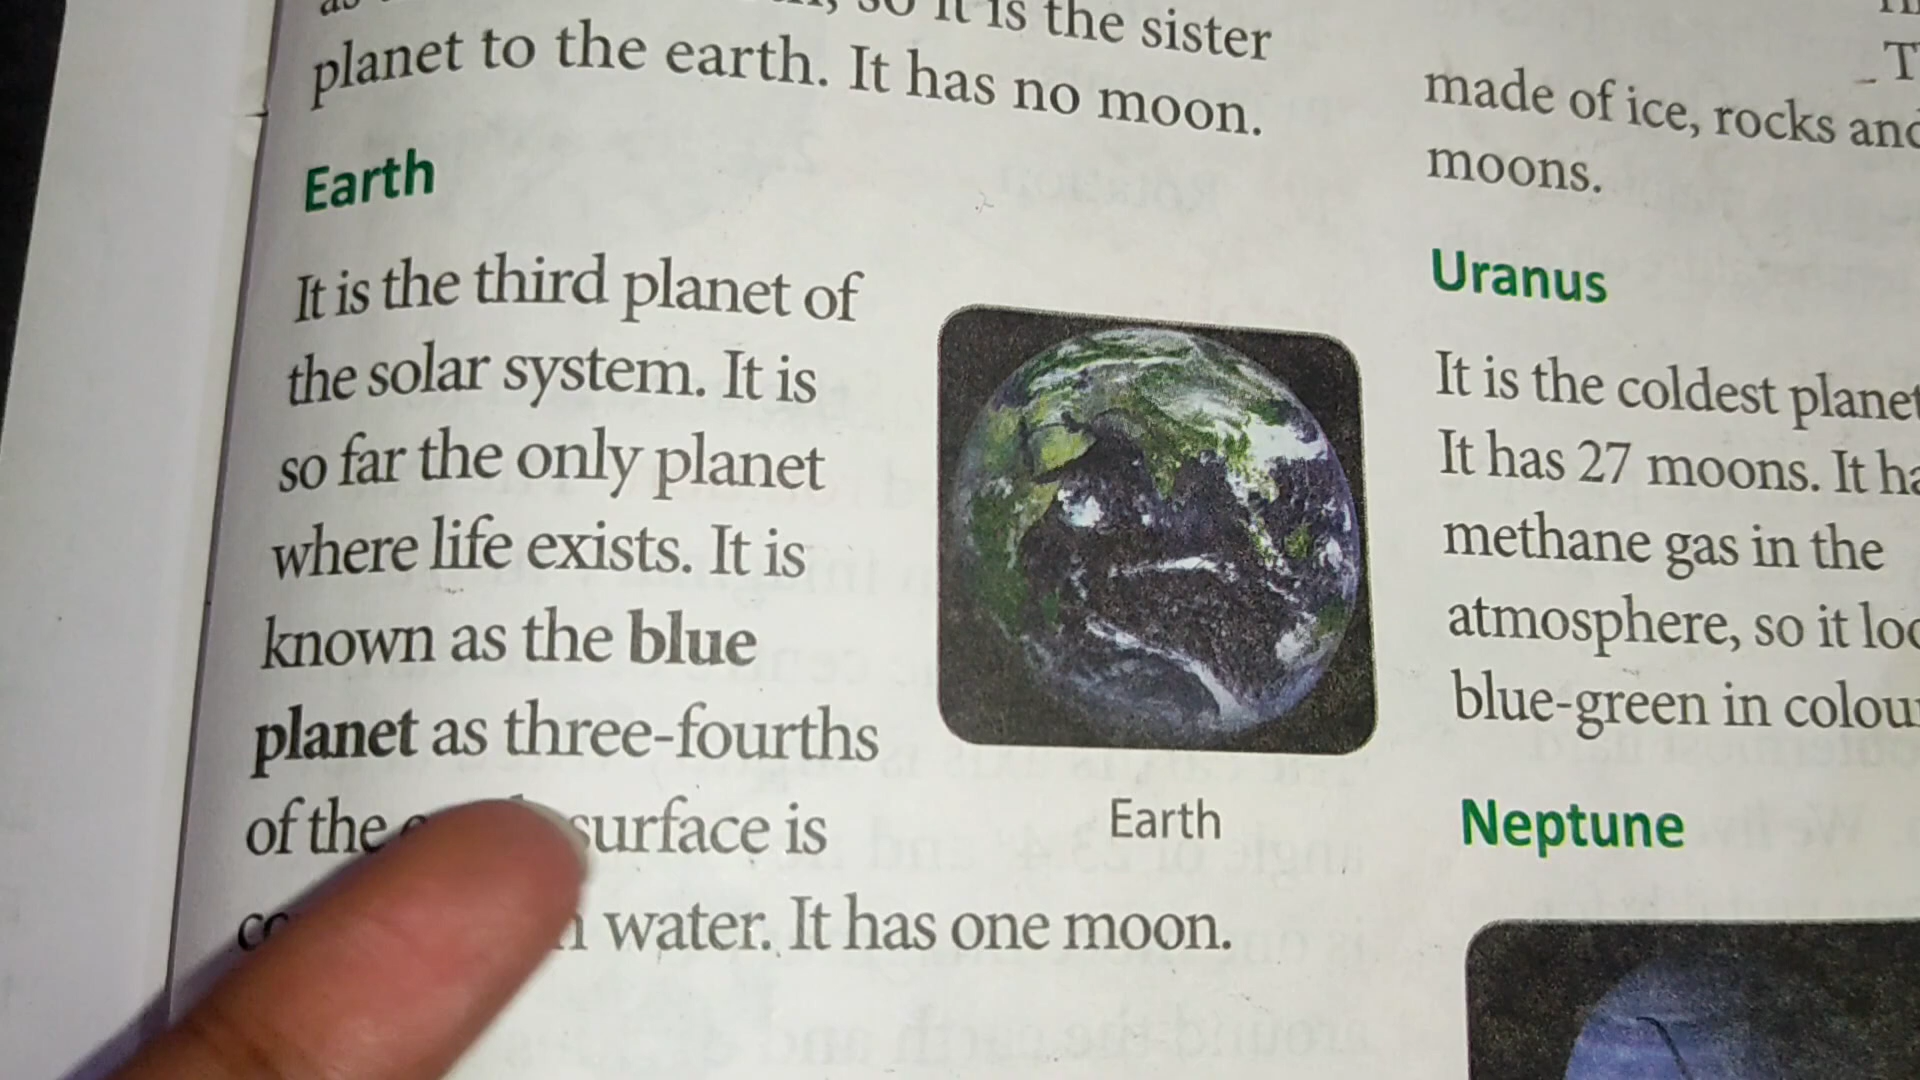 so it is the sister
planet to the earth. It has no moon.
Earth
It is the third planet of
the solar system. It is
so far the only planet
where life exists. It is
known as the blue
planet as three-fourths
of the surface is
water. It has one moon.
Earth
made of ice, rocks and
moons.
Uranus
It is the coldest planet
It has 27 moons. It
methane gas in the
atmosphere, so it
blue-green in
Neptune